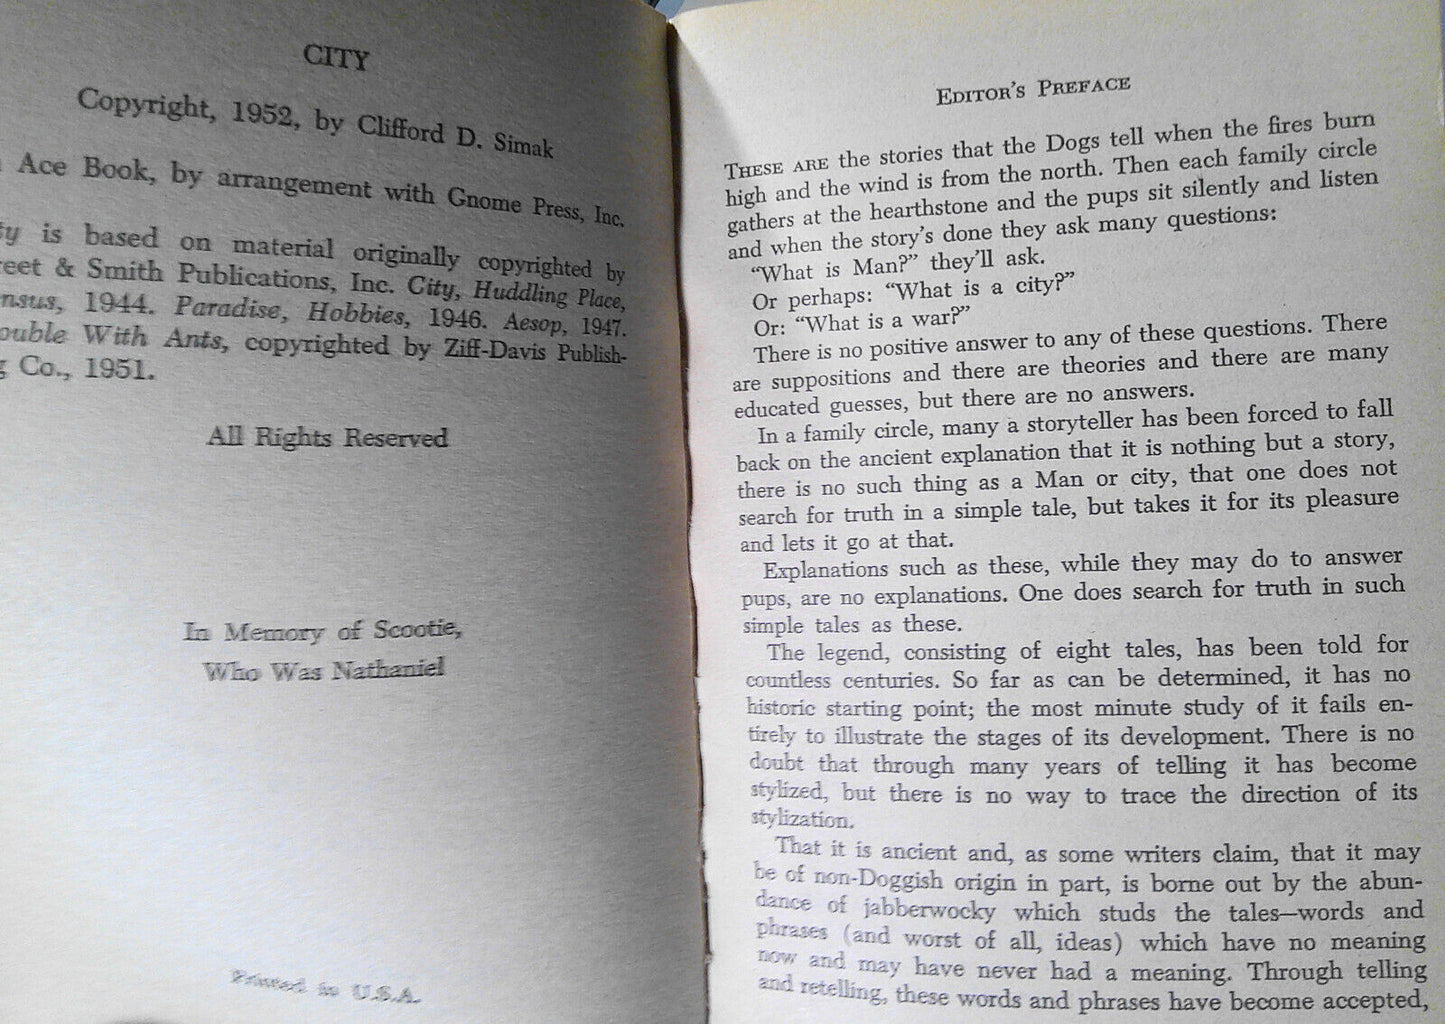 CITY
Copyright, 1952, by Clifford D. Simak
Ace Book, by arrangement with Gnome Press, Inc.
ty is based on material originally copyrighted by
reet & Smith Publications, Inc. City, Huddling Place,
nsus, 1944. Paradise, Hobbies, 1946. Aesop, 1947.
ouble With Ants, copyrighted by Ziff-Davis Publish-
g Co., 1951.
All Rights Reserved
In Memory of Scootie,
Who Was Nathaniel
Printed in U.S.A.
EDITOR'S PREFACE
THESE ARE the stories that the Dogs tell when the fires burn
high and the wind is from the north. Then each family circle
gathers at the hearthstone and the pups sit silently and listen
and when the story's done they ask many questions:
“What is Man?” they'll ask.
Or perhaps: “What is a city?”
Or: “What is a war?”
There is no positive answer to any of these questions. There
are suppositions and there are theories and there are many
educated guesses, but there are no answers.
In a family circle, many a storyteller has been forced to fall
back on the ancient explanation that it is nothing but a story,
there is no such thing as a Man or city, that one does not
search for truth in a simple tale, but takes it for its pleasure
and lets it go at that.
Explanations such as these, while they may do to answer
pups, are no explanations. One does search for truth in such
simple tales as these.
The legend, consisting of eight tales, has been told for
countless centuries. So far as can be determined, it has no
historic starting point; the most minute study of it fails en-
tirely to illustrate the stages of its development. There is no
doubt that through many years of telling it has become
stylized, but there is no way to trace the direction of its
stylization.
That it is ancient and, as some writers claim, that it may
be of non-Doggish origin in part, is borne out by the abun-
dance of jabberwocky which studs the tales—words and
phrases (and worst of all, ideas) which have no meaning
now and may have never had a meaning. Through telling
and retelling, these words and phrases have become accepted,